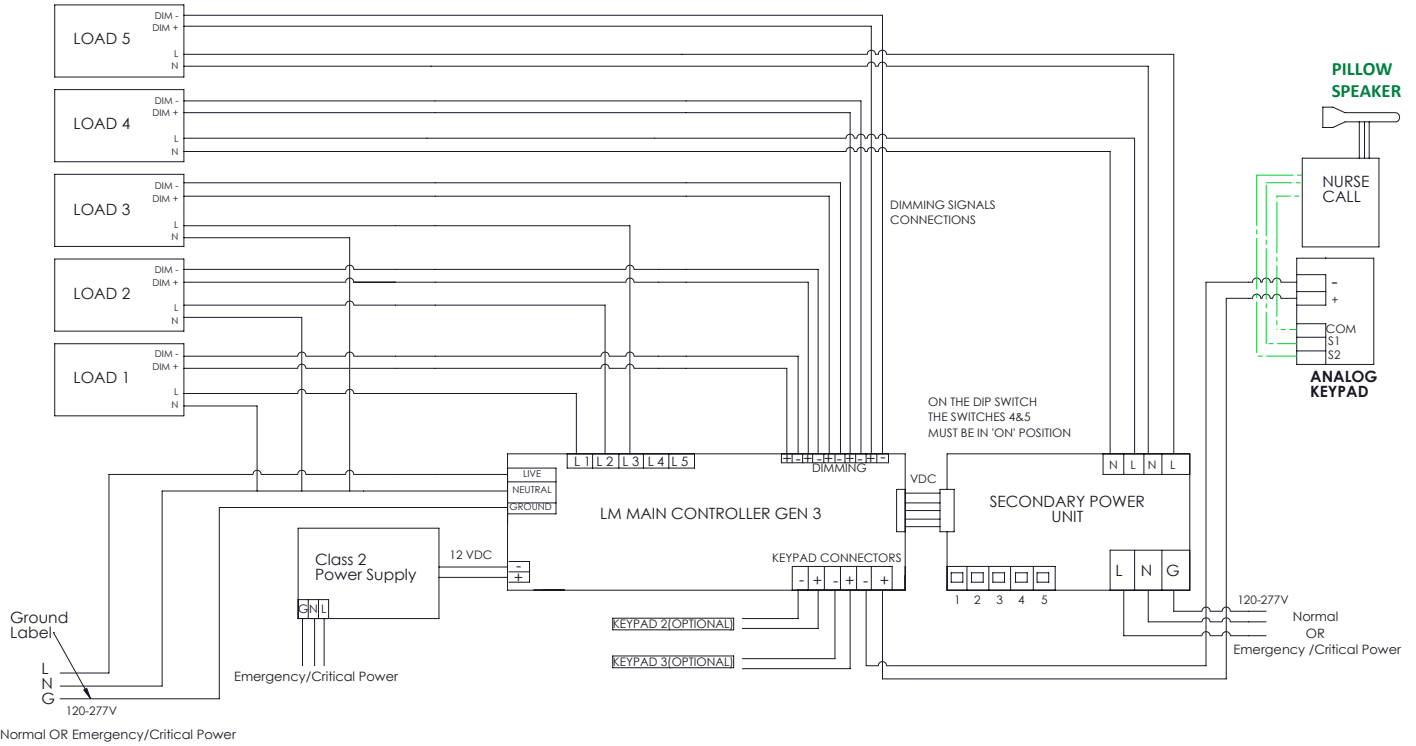 LOAD 5
DIM -
DIM +
L
N
LOAD 4
DIM -
DIM +
L
N
LOAD 3
DIM -
DIM +
L
N
LOAD 2
DIM -
DIM +
L
N
LOAD 1
DIM -
DIM +
L
N
DIMMING SIGNALS
CONNECTIONS
PILLOW
SPEAKER
NURSE
CALL
-
+
COM
S1
S2
ANALOG
KEYPAD
ON THE DIP SWITCH
THE SWITCHES 4&5
MUST BE IN 'ON' POSITION
L 1 L 2 L 3 L 4 L 5
+ - + - + - + - + -
DIMMING
LIVE
NEUTRAL
GROUND
LM MAIN CONTROLLER GEN 3
VDC
N L N L
SECONDARY POWER
UNIT
L N G
1 2 3 4 5
KEYPAD CONNECTORS
- + - + - +
12 VDC
-
+
Class 2
Power Supply
G N L
Emergency/Critical Power
KEYPAD 2(OPTIONAL)
KEYPAD 3(OPTIONAL)
120-277V
Normal
OR
Emergency /Critical Power
Ground
Label
L
N
G
120-277V
Normal OR Emergency/Critical Power